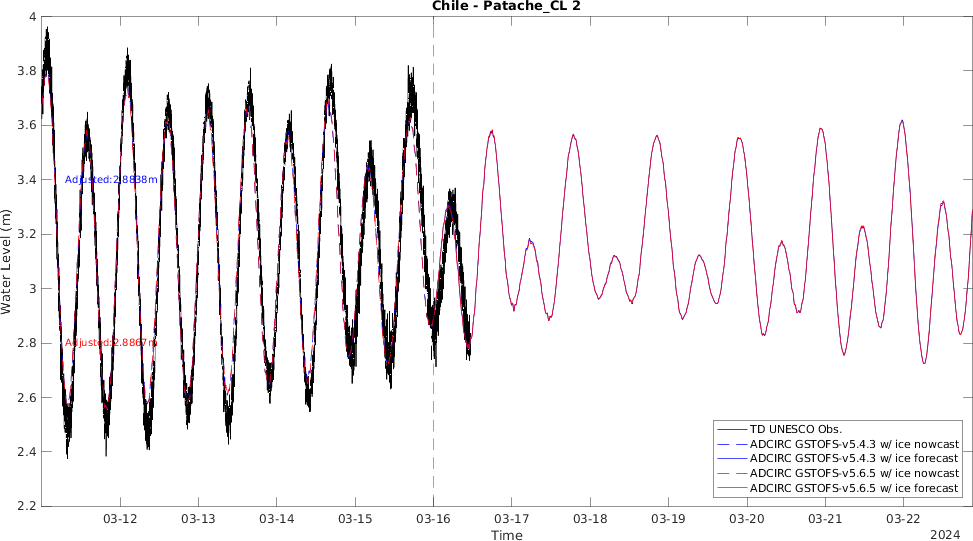 Chile - Patache_CL 2
Water Level (m)
4
3.8
3.6
3.4
3.2
3
2.8
2.6
2.4
2.2
Adjusted:2.8838m
Adjusted:2.8867m
TD UNESCO Obs.
ADCIRC GSTOFS-v5.4.3 w/ ice nowcast
ADCIRC GSTOFS-v5.4.3 w/ ice forecast
ADCIRC GSTOFS-v5.6.5 w/ ice nowcast
ADCIRC GSTOFS-v5.6.5 w/ ice forecast
03-12 03-13 03-14 03-15 03-16 03-17 03-18 03-19 03-20 03-21 03-22
Time
2024